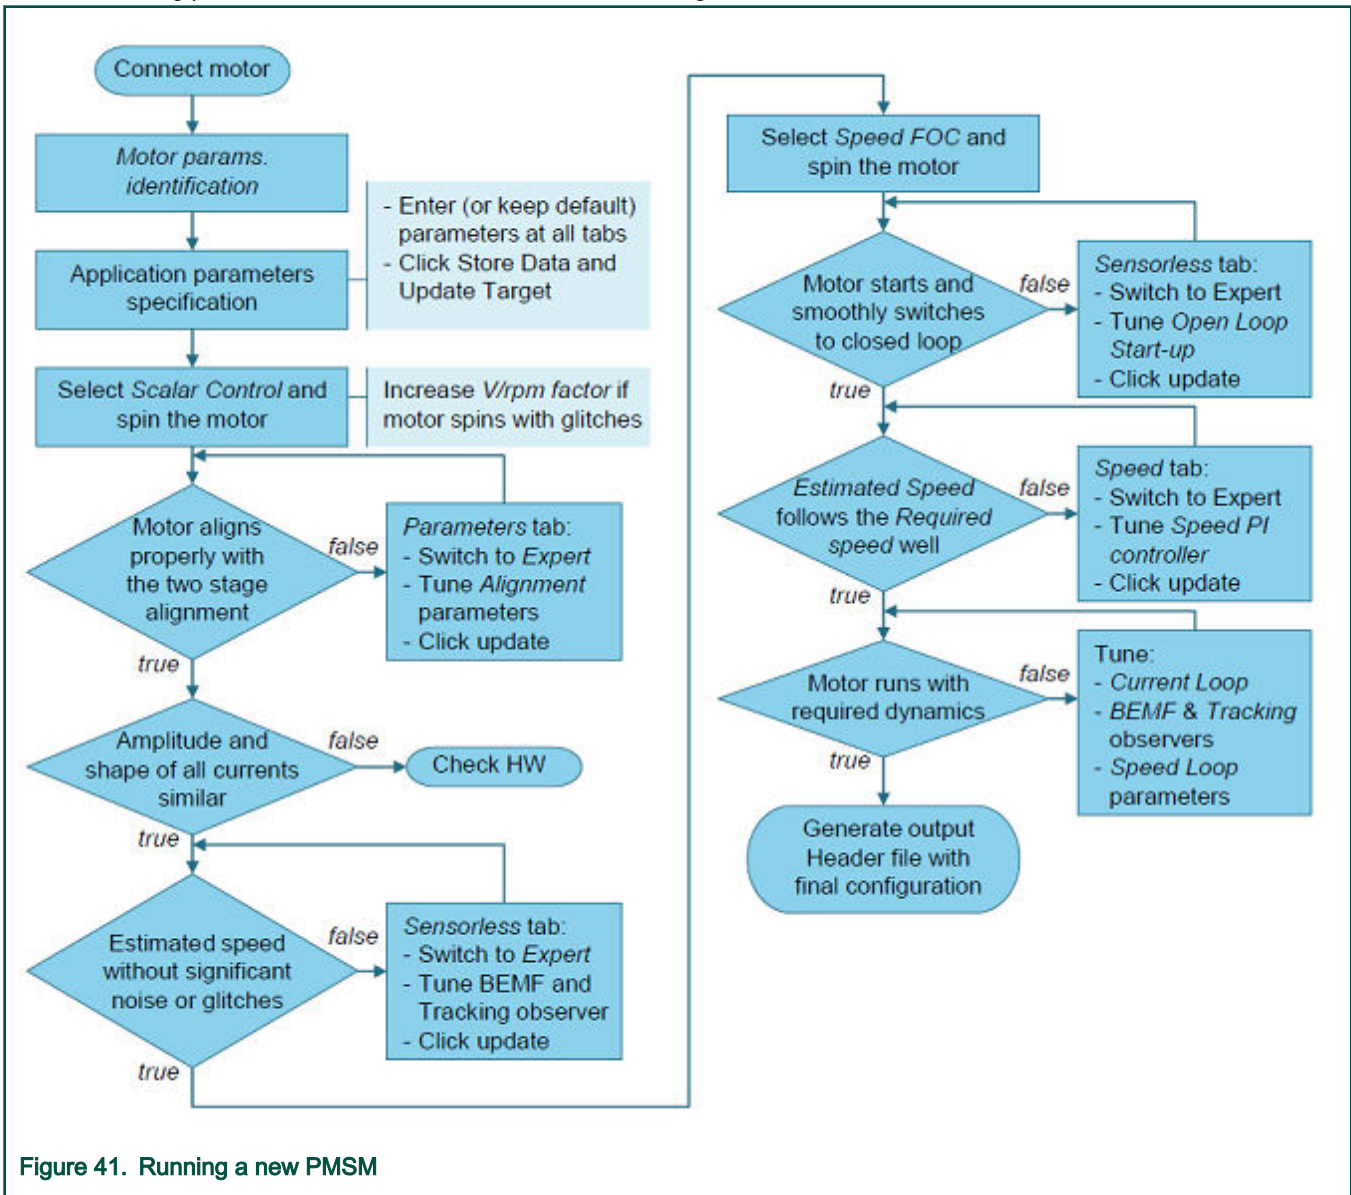 Connect motor
Motor params.
identification
Application parameters
specification
- Enter (or keep default)
parameters at all tabs
- Click Store Data and
Update Target
Select Scalar Control and
spin the motor
Increase V/rpm factor if
motor spins with glitches
Motor aligns
properly with
the two stage
alignment
false
true
Parameters tab:
- Switch to Expert
- Tune Alignment
parameters
- Click update
Amplitude and
shape of all currents
similar
false
true
Check HW
Estimated speed
without significant
noise or glitches
false
true
Sensorless tab:
- Switch to Expert
- Tune BEMF and
Tracking observer
- Click update
Select Speed FOC and
spin the motor
Motor starts and
smoothly switches
to closed loop
false
true
Sensorless tab:
- Switch to Expert
- Tune Open Loop
Start-up
- Click update
Estimated Speed
follows the Required
speed well
false
true
Speed tab:
- Switch to Expert
- Tune Speed PI
controller
- Click update
Motor runs with
required dynamics
false
true
Tune:
- Current Loop
- BEMF & Tracking
observers
- Speed Loop
parameters
Generate output
Header file with
final configuration
Figure 41. Running a new PMSM